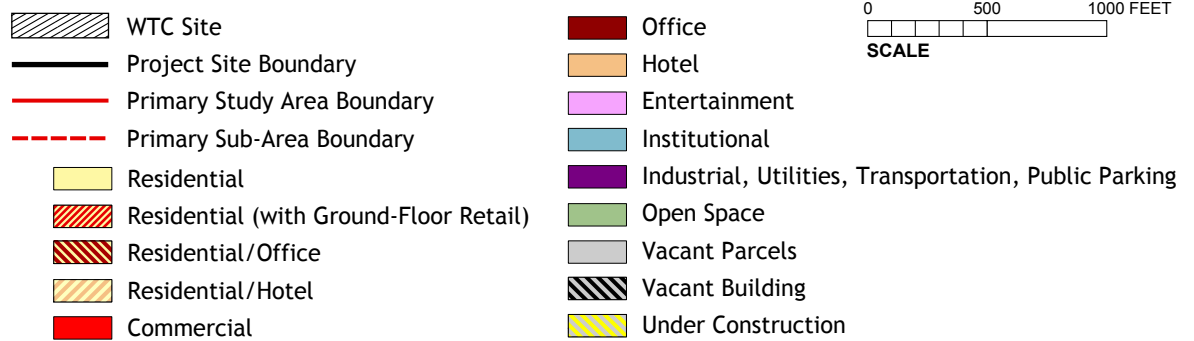 WTC Site
Project Site Boundary
Primary Study Area Boundary
Primary Sub-Area Boundary
Residential
Residential (with Ground-Floor Retail)
Residential/Office
Residential/Hotel
Commercial
Office
Hotel
Entertainment
Institutional
Industrial, Utilities, Transportation, Public Parking
Open Space
Vacant Parcels
Vacant Building
Under Construction
0 500 1000 FEET
SCALE